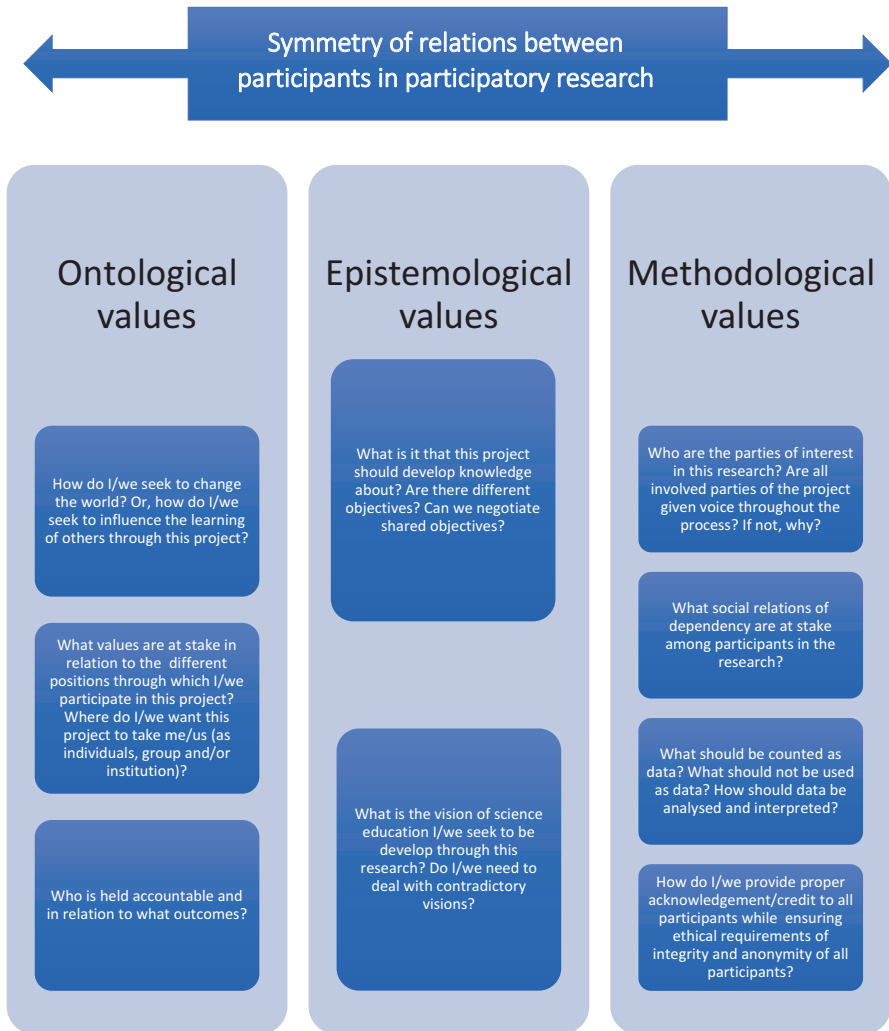 Symmetry of relations between
participants in participatory research
Ontological
values
How do I/we seek to change
the world? Or, how do I/we
seek to influence the learning
of others through this project?
What values are at stake in
relation to the different
positions through which I/we
participate in this project?
Where do I/we want this
project to take me/us (as
individuals, group and/or
institution)?
Who is held accountable and
in relation to what outcomes?
Epistemological
values
What is it that this project
should develop knowledge
about? Are there different
objectives? Can we negotiate
shared objectives?
What is the vision of science
education I/we seek to be
develop through this
research? Do I/we need to
deal with contradictory
visions?
Methodological
values
Who are the parties of interest
in this research? Are all
involved parties of the project
given voice throughout the
process? If not, why?
What social relations of
dependency are at stake
among participants in the
research?
What should be counted as
data? What should not be used
as data? How should data be
analysed and interpreted?
How do I/we provide proper
acknowledgement/credit to all
participants while ensuring
ethical requirements of
integrity and anonymity of all
participants?